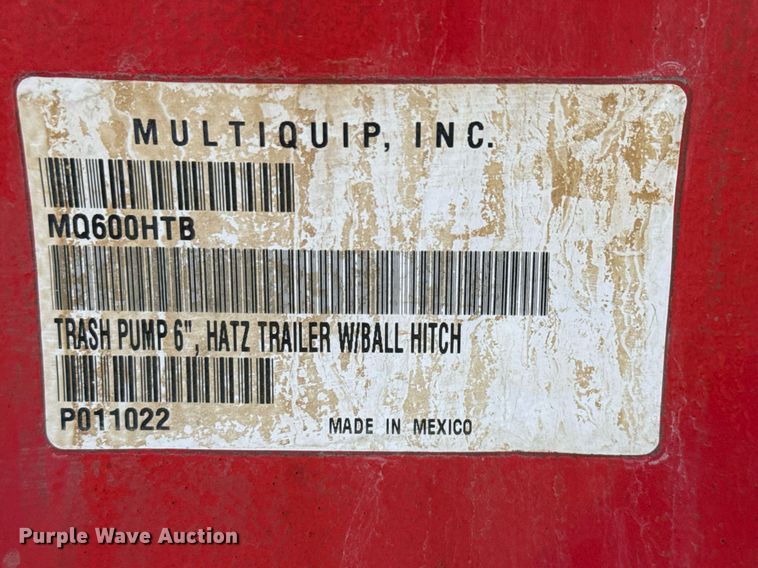 MULTIQUIP, INC.
MQ600HTB
TRASH PUMP 6", HATZ TRAILER W/BALL HITCH
P011022
MADE IN MEXICO
Purple Wave Auction